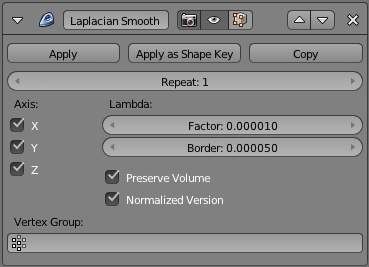 Laplacian Smooth
Apply Apply as Shape Key Copy
Repeat: 1
Axis: Lambda:
X Factor: 0.000010
Y Border: 0.000050
Z
Preserve Volume
Normalized Version
Vertex Group: